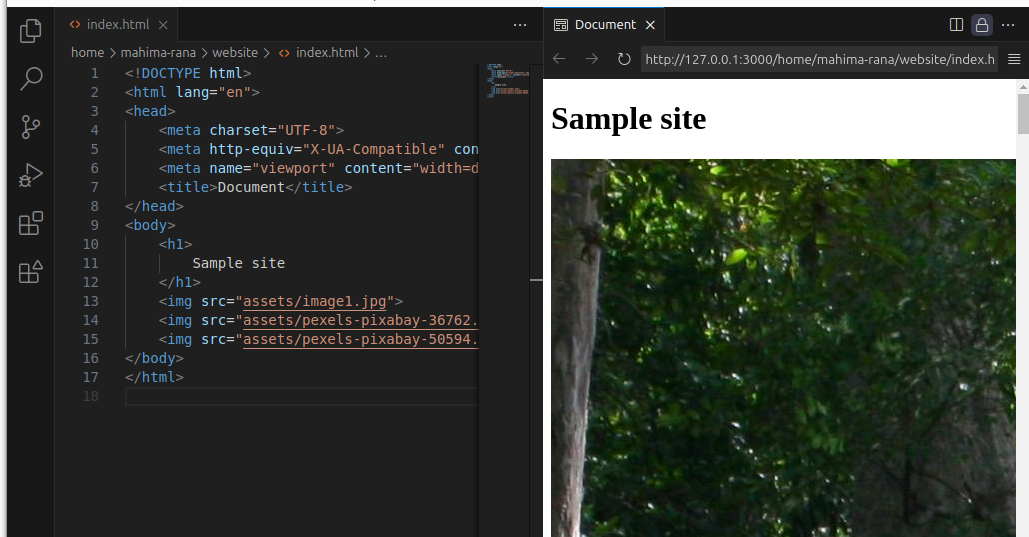 index.html
Document
home > mahima-rana > website > index.html > ...
http://127.0.0.1:3000/home/mahima-rana/website/index.h
1 <!DOCTYPE html>
2 <html lang="en">
3 <head>
4 <meta charset="UTF-8">
5 <meta http-equiv="X-UA-Compatible" con
6 <meta name="viewport" content="width=d
7 <title>Document</title>
8 </head>
9 <body>
10 <h1>
11 Sample site
12 </h1>
13 <img src="assets/image1.jpg">
14 <img src="assets/pexels-pixabay-36762.
15 <img src="assets/pexels-pixabay-50594.
16 </body>
17 </html>
18
Sample site